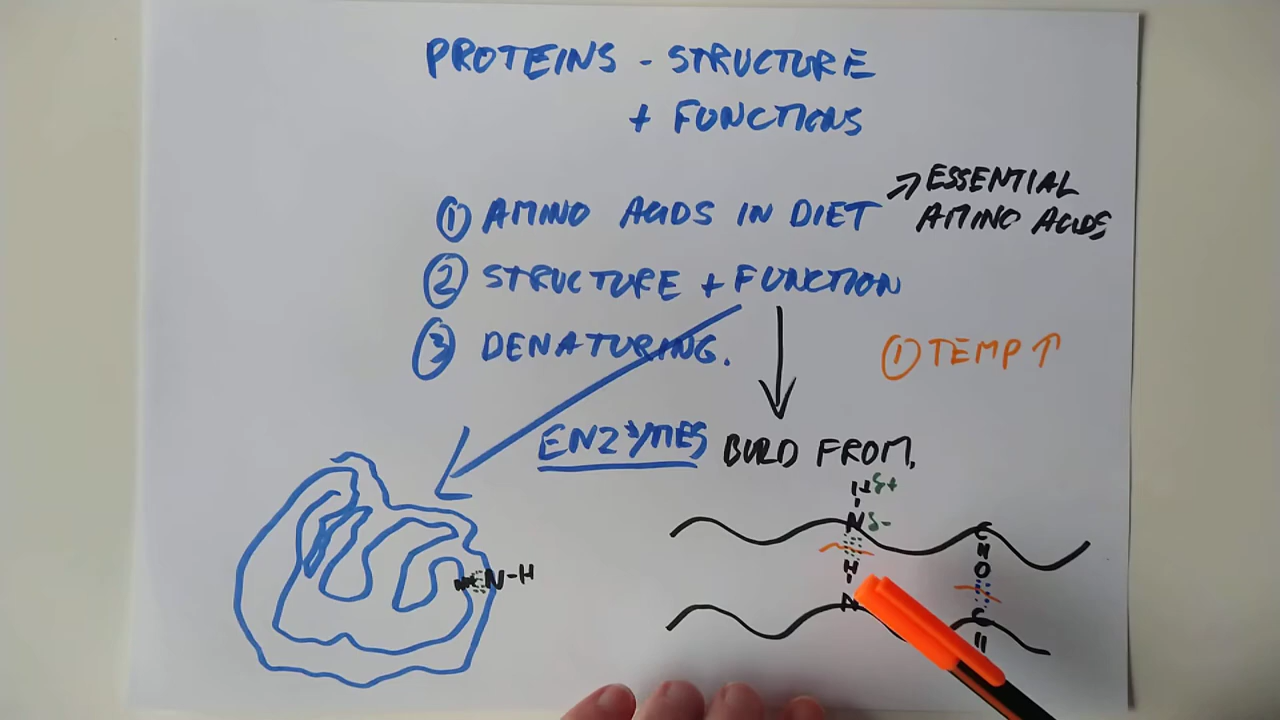 PROTEINS - STRUCTURE
+ FUNCTIONS
① AMINO ACIDS IN DIET
→ ESSENTIAL
AMINO ACIDS
② STRUCTURE + FUNCTION
③ DENATURING.
① TEMP ↑
ENZYMES
FROM
H δ+
N δ-
H
N
C
O
C
N-H